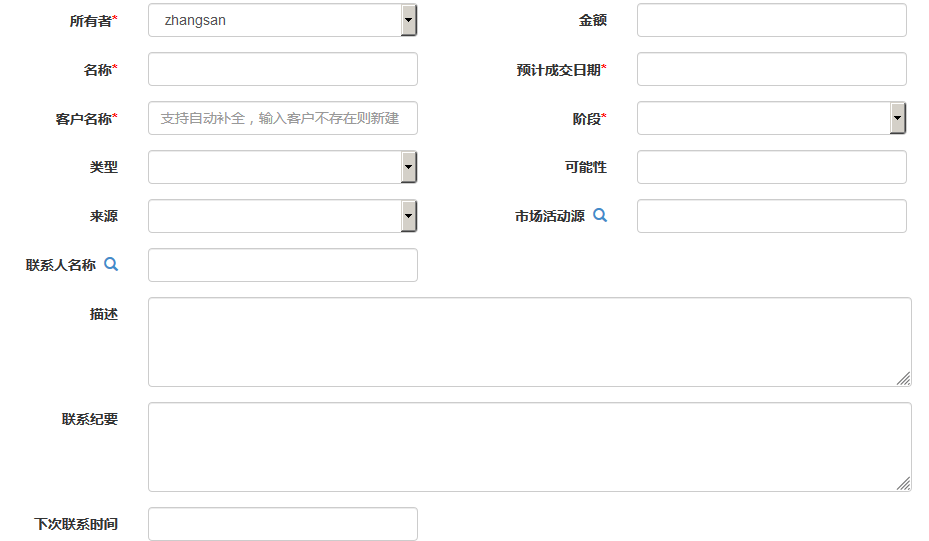 所有者* zhangsan 金额
名称* 预计成交日期*
客户名称* 支持自动补全，输入客户不存在则新建 阶段*
类型 可能性
来源 市场活动源
联系人名称
描述
联系纪要
下次联系时间